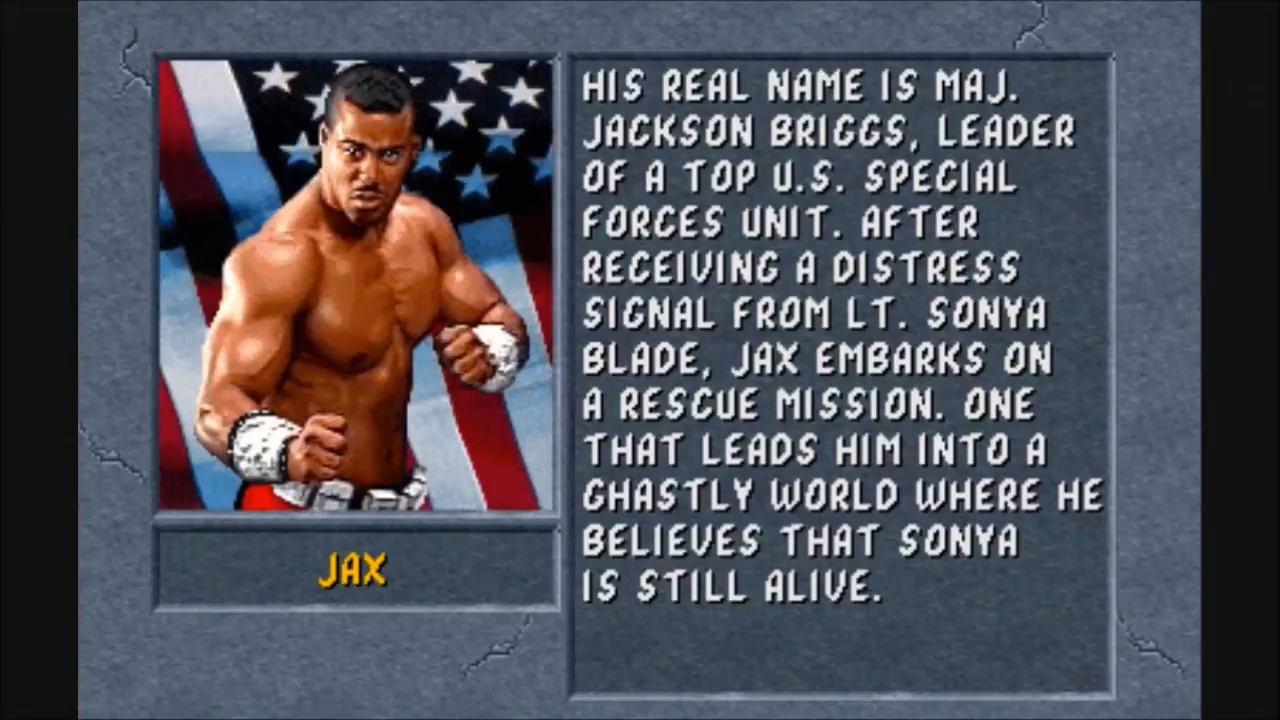 HIS REAL NAME IS MAJ.
JACKSON BRIGGS, LEADER
OF A TOP U.S. SPECIAL
FORCES UNIT. AFTER
RECEIVING A DISTRESS
SIGNAL FROM LT. SONYA
BLADE, JAX EMBARKS ON
A RESCUE MISSION. ONE
THAT LEADS HIM INTO A
GHASTLY WORLD WHERE HE
BELIEVES THAT SONYA
IS STILL ALIVE.
JAX